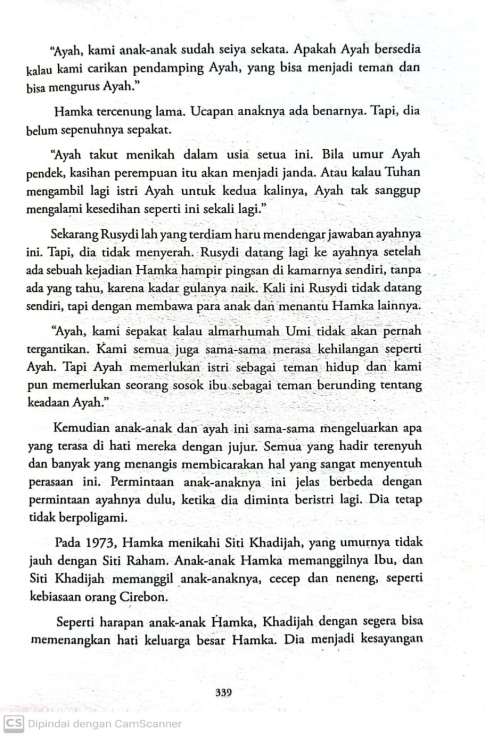 "Ayah, kami anak-anak sudah seiya sekata. Apakah Ayah bersedia
kalau kami carikan pendamping Ayah, yang bisa menjadi teman dan
bisa mengurus Ayah."
Hamka tercenung lama. Ucapan anaknya ada benarnya. Tapi, dia
belum sepenuhnya sepakat.
"Ayah takut menikah dalam usia setua ini. Bila umur Ayah
pendek, kasihan perempuan itu akan menjadi janda. Atau kalau Tuhan
mengambil lagi istri Ayah untuk kedua kalinya, Ayah tak sanggup
mengalami kesedihan seperti ini sekali lagi."
Sekarang Rusydi lah yang terdiam haru mendengar jawaban ayahnya
ini. Tapi, dia tidak menyerah. Rusydi datang lagi ke ayahnya setelah
ada sebuah kejadian Hamka hampir pingsan di kamarnya sendiri, tanpa
ada yang tahu, karena kadar gulanya naik. Kali ini Rusydi tidak datang
sendiri, tapi dengan membawa para anak dan menantu Hamka lainnya.
"Ayah, kami sepakat kalau almarhumah Umi tidak akan pernah
tergantikan. Kami semua juga sama-sama merasa kehilangan seperti
Ayah. Tapi Ayah memerlukan istri sebagai teman hidup dan kami
pun memerlukan seorang sosok ibu sebagai teman berunding tentang
keadaan Ayah."
Kemudian anak-anak dan ayah ini sama-sama mengeluarkan apa
yang terasa di hati mereka dengan jujur. Semua yang hadir terenyuh
dan banyak yang menangis membicarakan hal yang sangat menyentuh
perasaan ini. Permintaan anak-anaknya ini jelas berbeda dengan
permintaan ayahnya dulu, ketika dia diminta beristri lagi. Dia tetap
tidak berpoligami.
Pada 1973, Hamka menikahi Siti Khadijah, yang umurnya tidak
jauh dengan Siti Raham. Anak-anak Hamka memanggilnya Ibu, dan
Siti Khadijah memanggil anak-anaknya, cecep dan neneng, seperti
kebiasaan orang Cirebon.
Seperti harapan anak-anak Hamka, Khadijah dengan segera bisa
memenangkan hati keluarga besar Hamka. Dia menjadi kesayangan
339
CS Dipindai dengan CamScanner